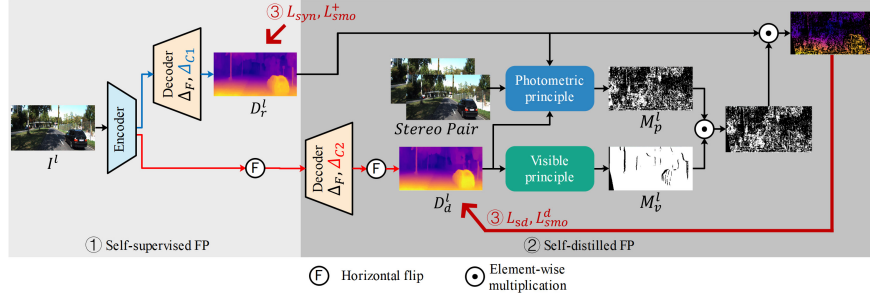 ③ L_syn, L^+_smo
Decoder
Δ_F, Δ_C1
D^l_r
Encoder
I^l
Stereo Pair
Photometric
principle
M^l_p
F
Decoder
Δ_F, Δ_C2
F
D^l_d
Visible
principle
M^l_v
③ L_sd, L^d_smo
① Self-supervised FP
② Self-distilled FP
F Horizontal flip
Element-wise
multiplication